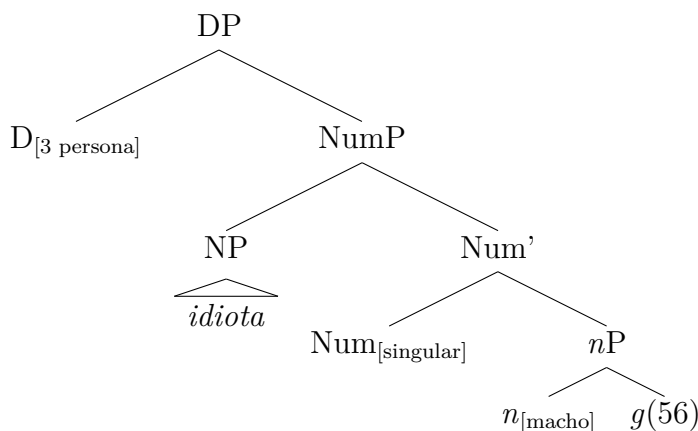 DP
D[3 persona] NumP
NP Num'
idiota
Num[singular] nP
n[macho] g(56)